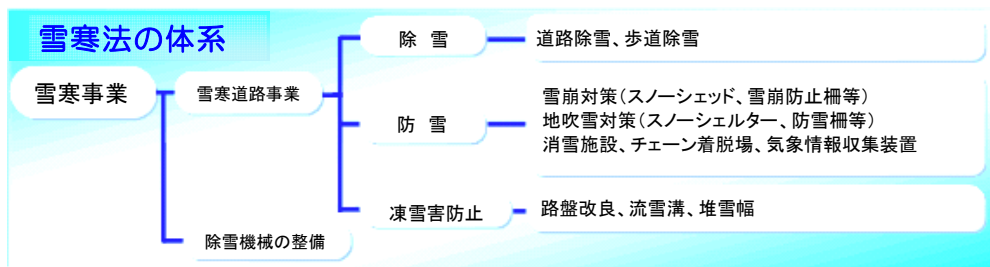 雪寒法の体系
雪寒事業
雪寒道路事業
除 雪
道路除雪、歩道除雪
防 雪
雪崩対策(スノーシェッド、雪崩防止柵等)
地吹雪対策(スノーシェルター、防雪柵等)
消雪施設、チェーン着脱場、気象情報収集装置
凍雪害防止
路盤改良、流雪溝、堆雪幅
除雪機械の整備